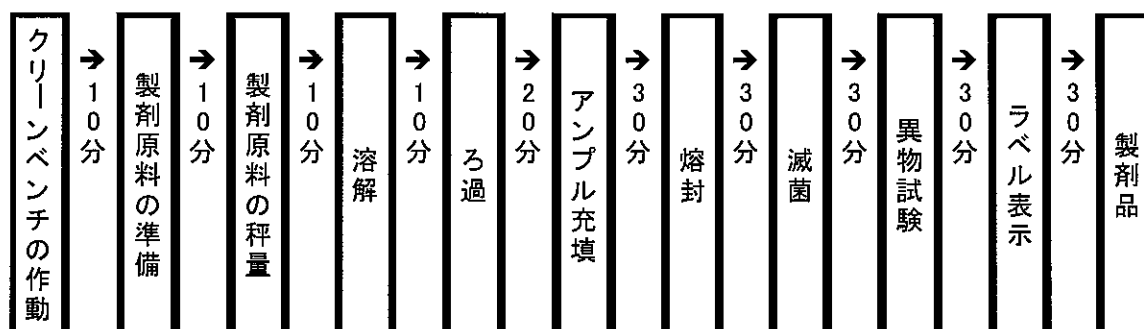 クリーンベンチの作動
→10分
製剤原料の準備
→10分
製剤原料の秤量
→10分
溶解
→10分
ろ過
→20分
アンプル充填
→30分
熔封
→30分
滅菌
→30分
異物試験
→30分
ラベル表示
→30分
製剤品